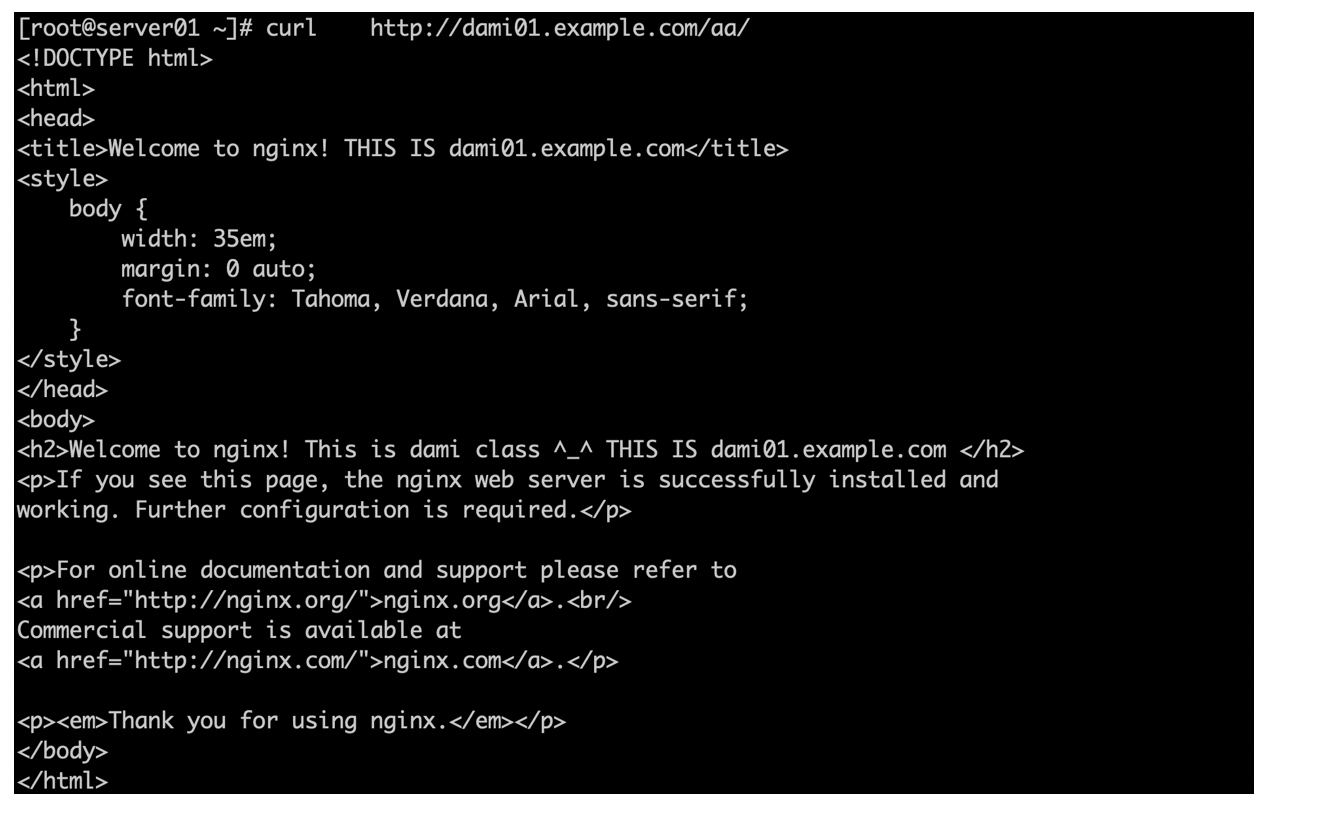 [root@server01 ~]# curl    http://dami01.example.com/aa/
<!DOCTYPE html>
<html>
<head>
<title>Welcome to nginx! THIS IS dami01.example.com</title>
<style>
    body {
        width: 35em;
        margin: 0 auto;
        font-family: Tahoma, Verdana, Arial, sans-serif;
    }
</style>
</head>
<body>
<h2>Welcome to nginx! This is dami class ^_^ THIS IS dami01.example.com </h2>
<p>If you see this page, the nginx web server is successfully installed and
working. Further configuration is required.</p>

<p>For online documentation and support please refer to
<a href="http://nginx.org/">nginx.org</a>.<br/>
Commercial support is available at
<a href="http://nginx.com/">nginx.com</a>.</p>

<p><em>Thank you for using nginx.</em></p>
</body>
</html>